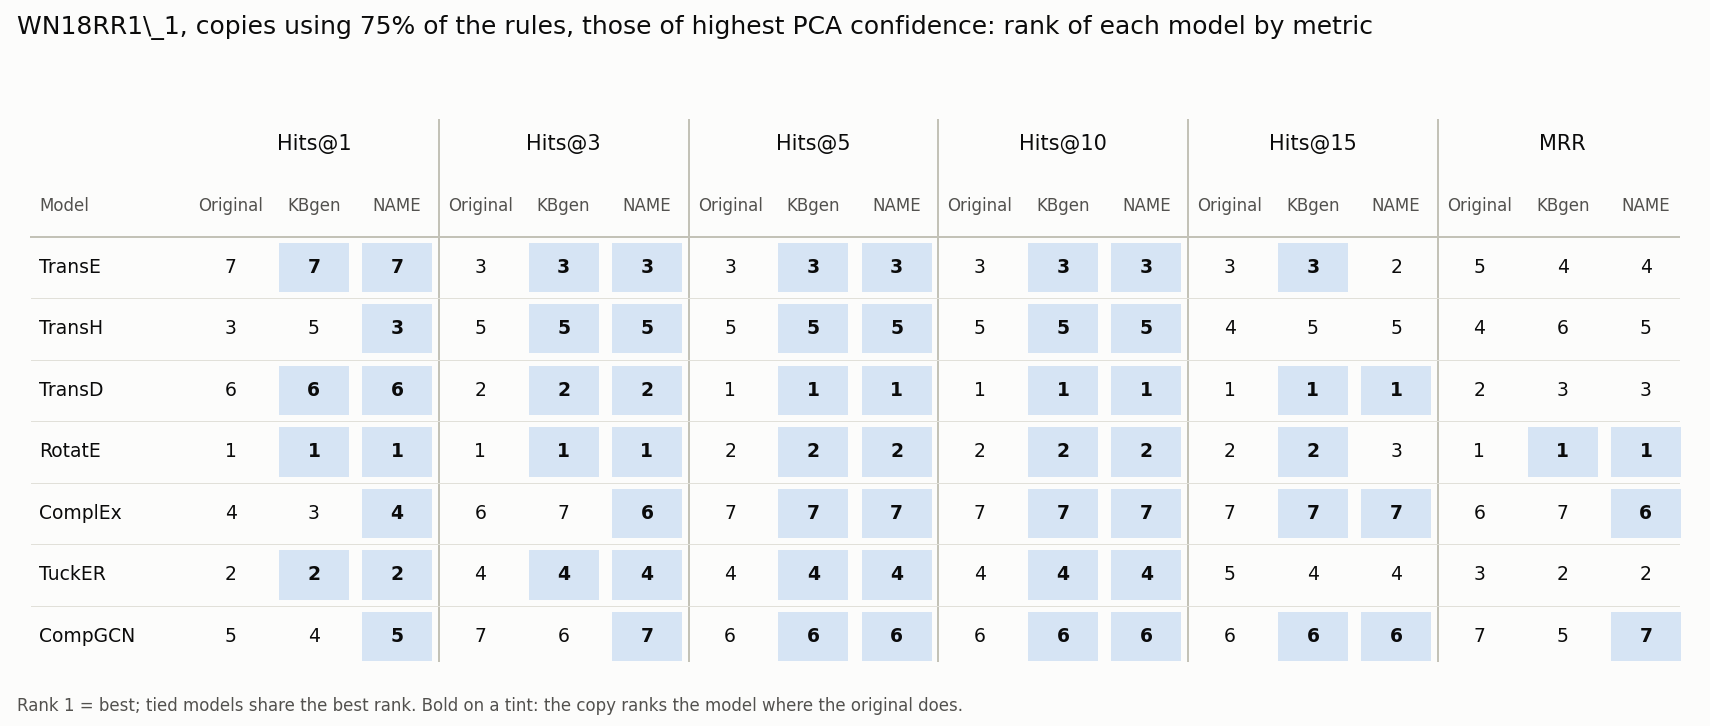 WN18RR1\_1, copies using 75% of the rules, those of highest PCA confidence: rank of each model by metric
Hits@1 Hits@3 Hits@5 Hits@10 Hits@15 MRR
Model Original KBgen NAME Original KBgen NAME Original KBgen NAME Original KBgen NAME Original KBgen NAME Original KBgen NAME
TransE 7 7 7 3 3 3 3 3 3 3 3 3 3 3 2 5 4 4
TransH 3 5 3 5 5 5 5 5 5 5 5 5 4 5 5 4 6 5
TransD 6 6 6 2 2 2 1 1 1 1 1 1 1 1 1 2 3 3
RotatE 1 1 1 1 1 1 2 2 2 2 2 2 2 2 3 1 1 1
ComplEx 4 3 4 6 7 6 7 7 7 7 7 7 7 7 7 6 7 6
TuckER 2 2 2 4 4 4 4 4 4 4 4 4 5 4 4 3 2 2
CompGCN 5 4 5 7 6 7 6 6 6 6 6 6 6 6 6 7 5 7
Rank 1 = best; tied models share the best rank. Bold on a tint: the copy ranks the model where the original does.